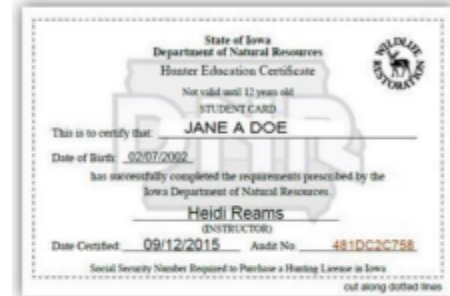 State of Iowa
Department of Natural Resources
Hunter Education Certificate
Not valid until 12 years old
STUDENT CARD
WILDLIFE
RESTORATION
This is to certify that: JANE A DOE
Date of Birth: 02/07/2002
has successfully completed the requirements prescribed by the
Iowa Department of Natural Resources.
Heidi Reams
(INSTRUCTOR)
Date Certified: 09/12/2015 Audit No. 481DC2C758
Social Security Number Required to Purchase a Hunting License in Iowa
cut along dotted lines
DNR